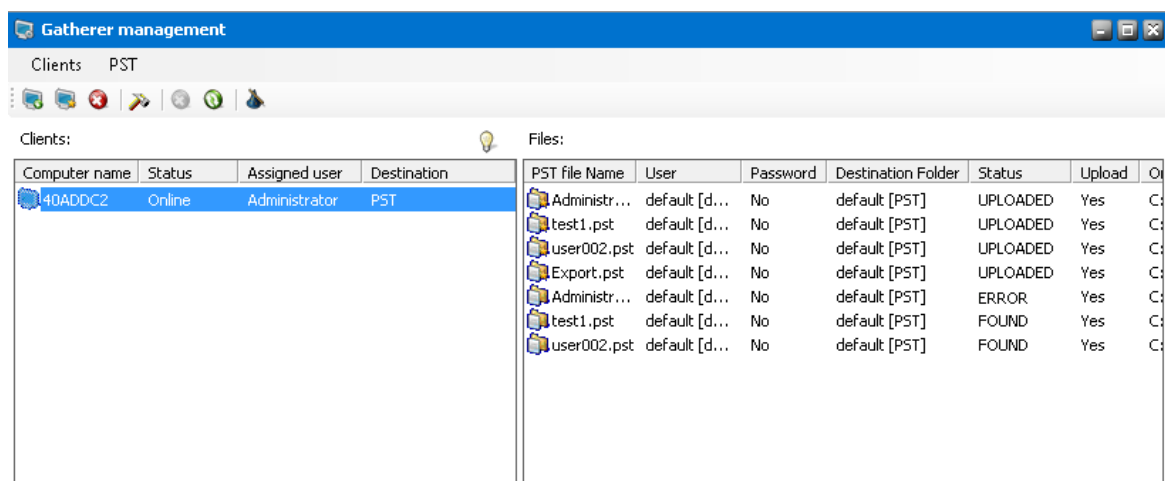 Gatherer management
Clients PST
Clients: Files:
Computer name Status Assigned user Destination PST file Name User Password Destination Folder Status Upload
40ADDC2 Online Administrator PST Administr... default [d... No default [PST] UPLOADED Yes C:
test1.pst default [d... No default [PST] UPLOADED Yes C:
user002.pst default [d... No default [PST] UPLOADED Yes C:
Export.pst default [d... No default [PST] UPLOADED Yes C:
Administr... default [d... No default [PST] ERROR Yes C:
test1.pst default [d... No default [PST] FOUND Yes C:
user002.pst default [d... No default [PST] FOUND Yes C: